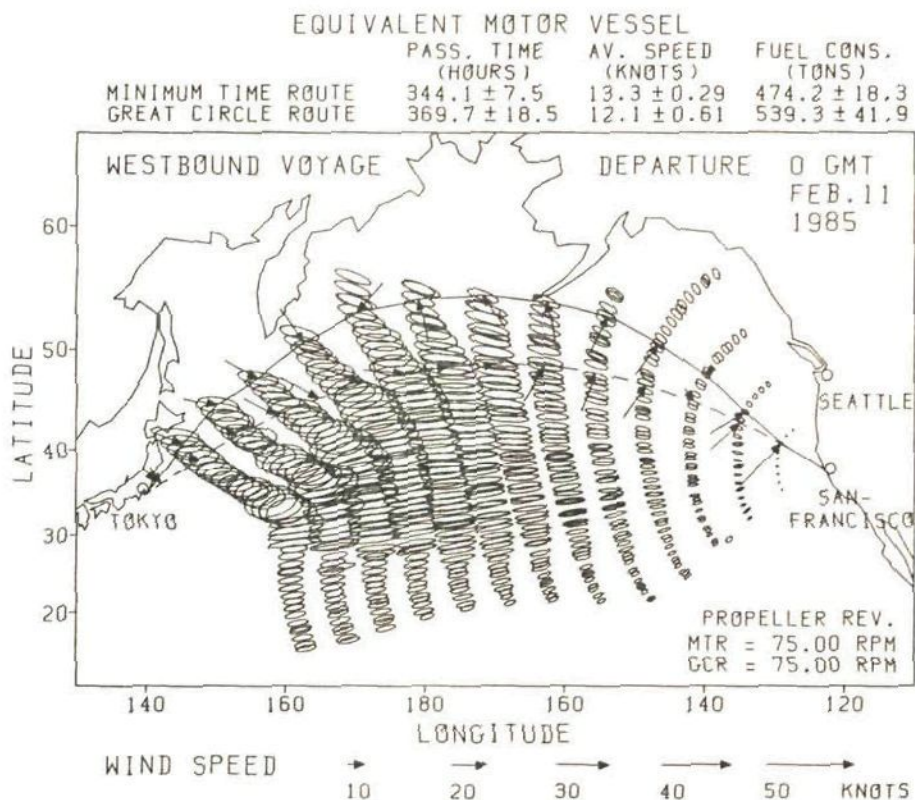 EQUIVALENT MOTOR VESSEL
PASS. TIME AV. SPEED FUEL CONS.
(HOURS) (KNOTS) (TONS)
MINIMUM TIME ROUTE 344.1 ± 7.5 13.3 ± 0.29 474.2 ± 18.3
GREAT CIRCLE ROUTE 369.7 ± 18.5 12.1 ± 0.61 539.3 ± 41.9
WESTBOUND VOYAGE DEPARTURE 0 GMT
FEB.11
1985
60
50
40
30
20
LATITUDE
SEATTLE
SAN-
FRANCISCO
TOKYO
PROPELLER REV.
MTR = 75.00 RPM
GCR = 75.00 RPM
140 160 180 160 140 120
LONGITUDE
WIND SPEED
10 20 30 40 50 KNOTS